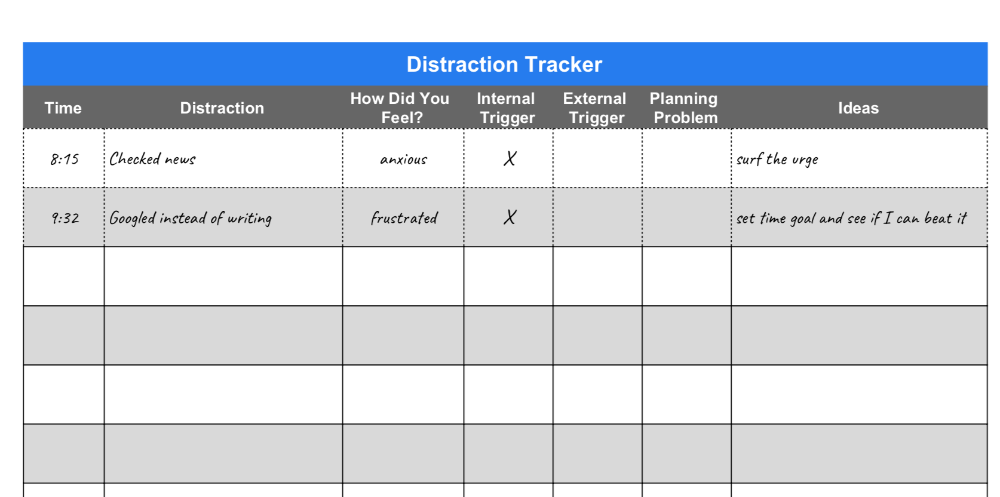 Distraction Tracker
Time Distraction How Did You Feel? Internal Trigger External Trigger Planning Problem Ideas
8:15 Checked news anxious X surf the urge
9:32 Googled instead of writing frustrated X set time goal and see if I can beat it